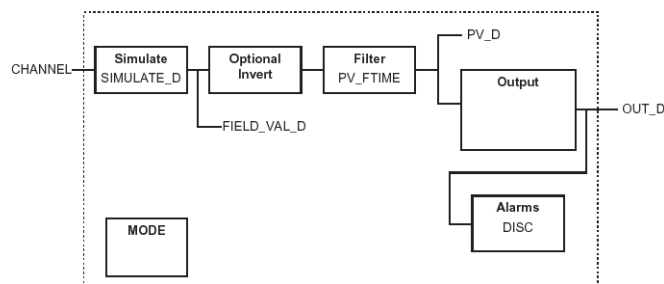 PV_D
CHANNEL
Simulate
SIMULATE_D
Optional
Invert
Filter
PV_FTIME
Output
OUT_D
FIELD_VAL_D
MODE
Alarms
DISC